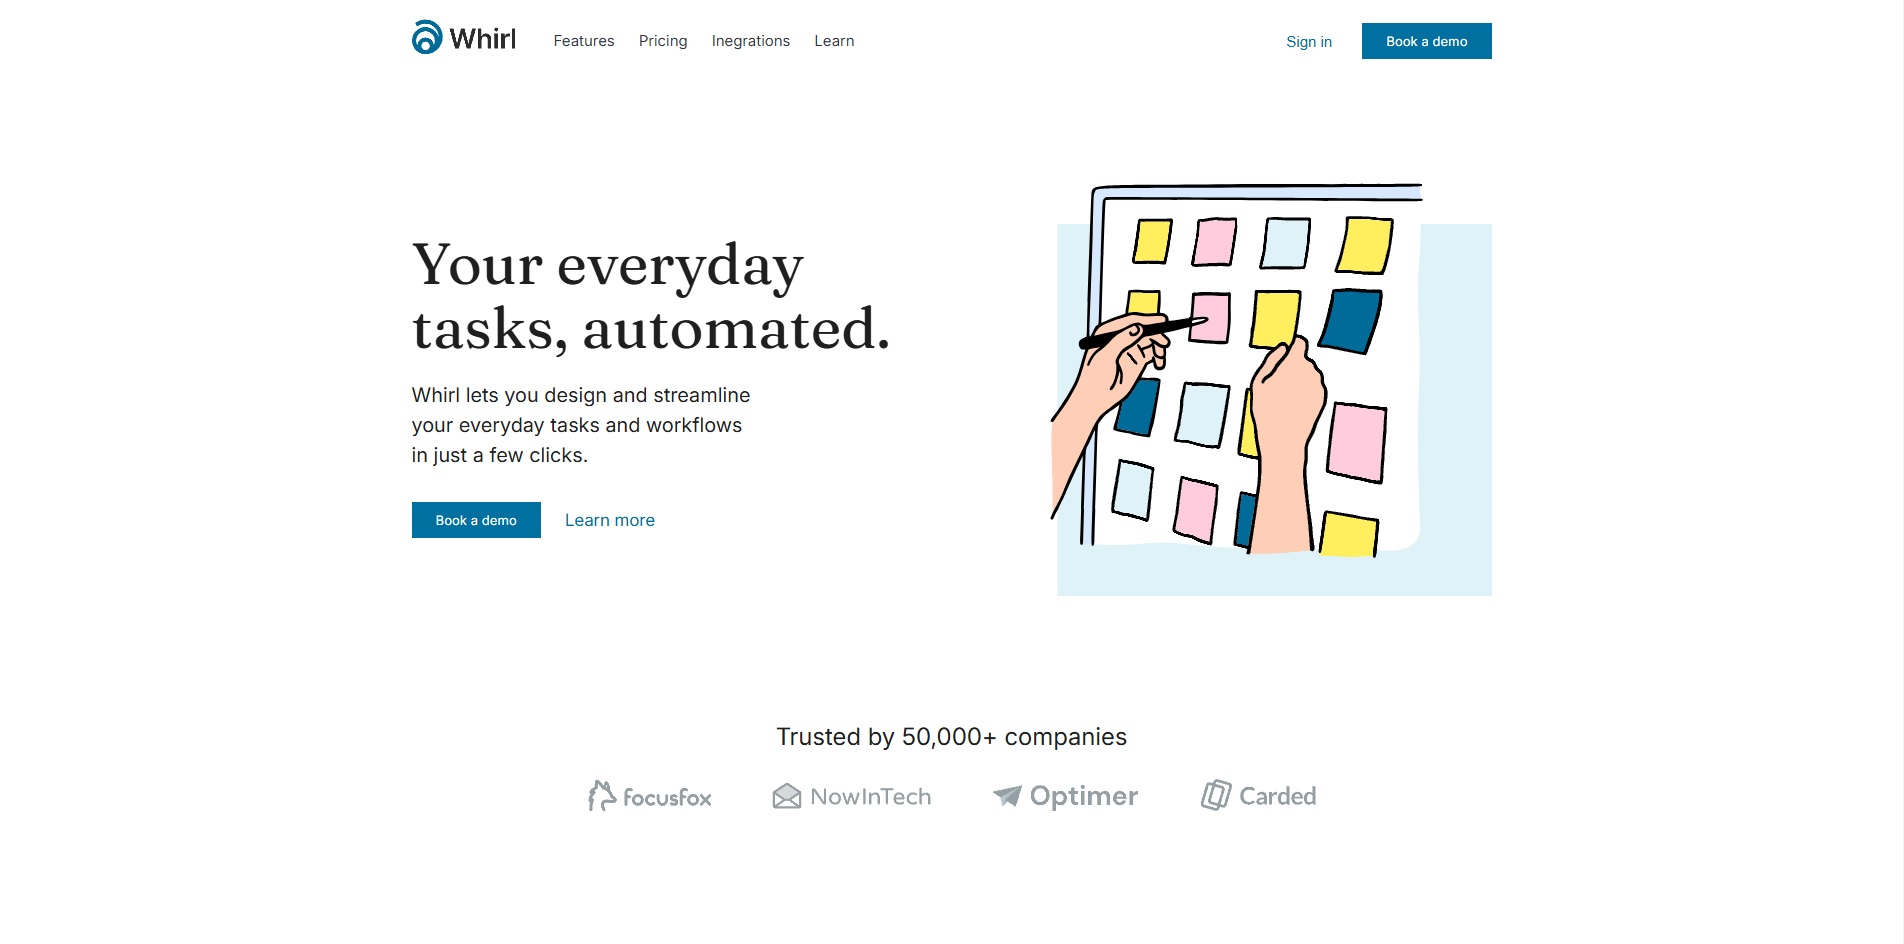 Whirl Features Pricing Inegrations Learn Sign in Book a demo
Your everyday
tasks, automated.
Whirl lets you design and streamline
your everyday tasks and workflows
in just a few clicks.
Book a demo Learn more
Trusted by 50,000+ companies
focusfox NowInTech Optimer Carded